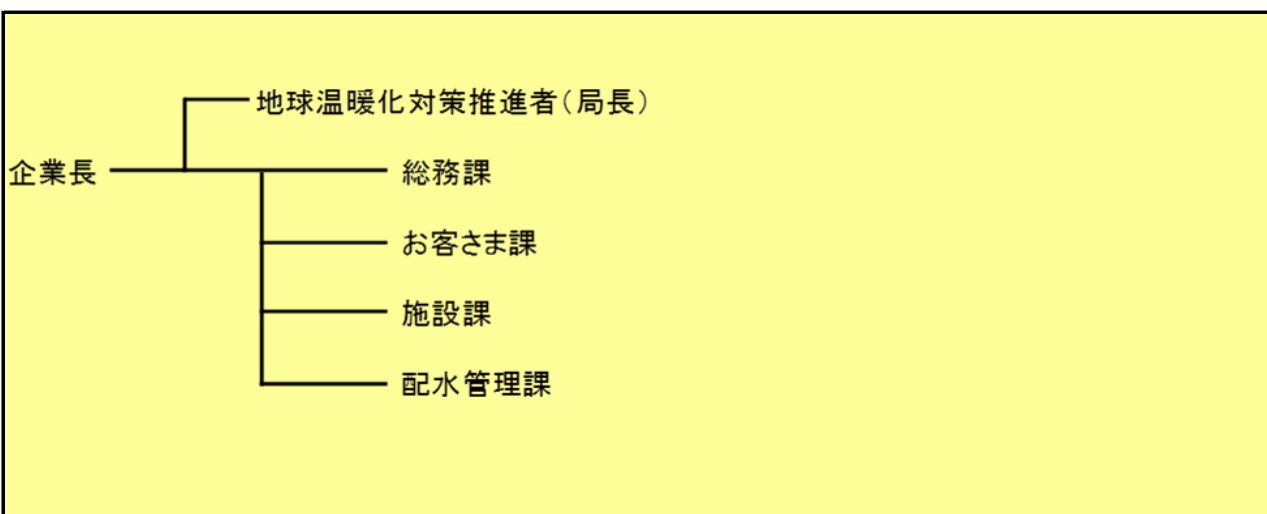 地球温暖化対策推進者（局長）
企業長
総務課
お客さま課
施設課
配水管理課